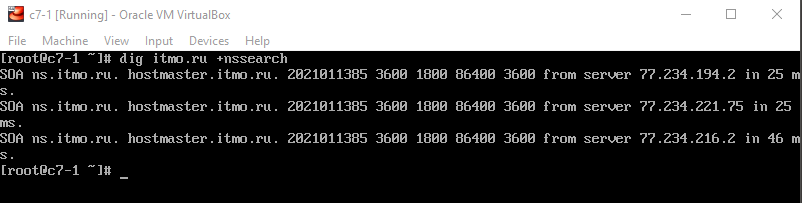 c7-1 [Running] - Oracle VM VirtualBox
File Machine View Input Devices Help
[root@c7-1 ~]# dig itmo.ru +nssearch
SOA ns.itmo.ru. hostmaster.itmo.ru. 2021011385 3600 1800 86400 3600 from server 77.234.194.2 in 25 m
s.
SOA ns.itmo.ru. hostmaster.itmo.ru. 2021011385 3600 1800 86400 3600 from server 77.234.221.75 in 25
ms.
SOA ns.itmo.ru. hostmaster.itmo.ru. 2021011385 3600 1800 86400 3600 from server 77.234.216.2 in 46 m
s.
[root@c7-1 ~]# _